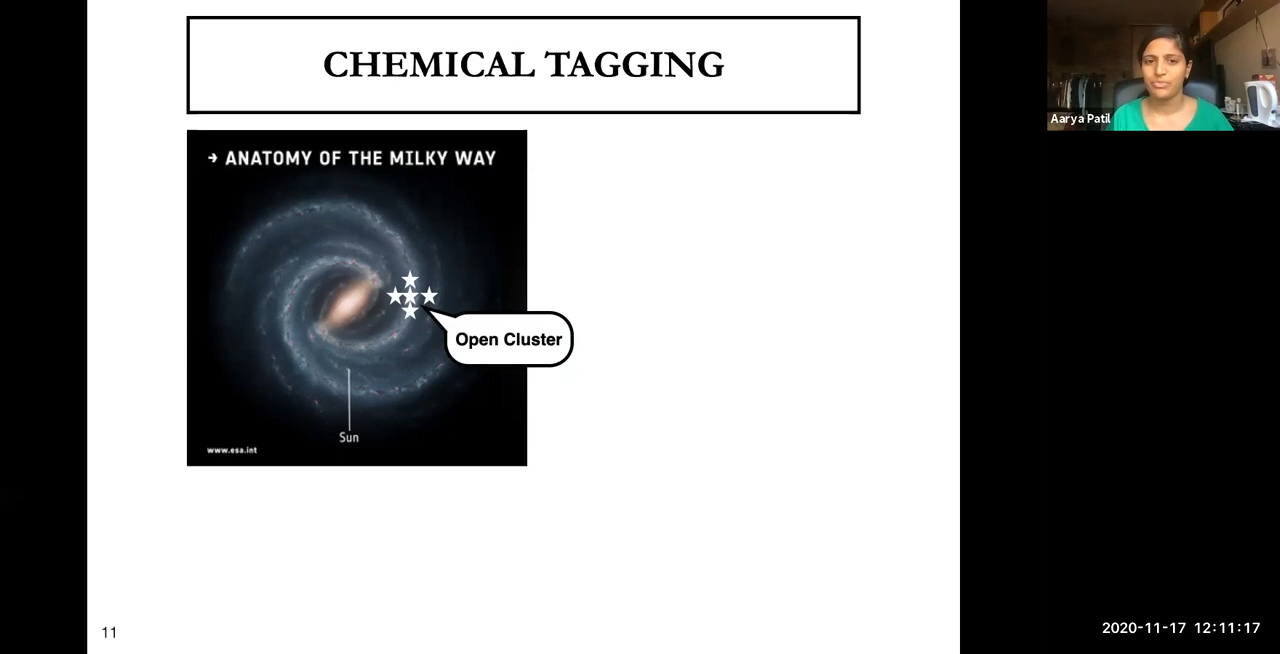 CHEMICAL TAGGING
→ ANATOMY OF THE MILKY WAY
Open Cluster
Sun
www.esa.int
11
Aarya Patil
2020-11-17 12:11:17